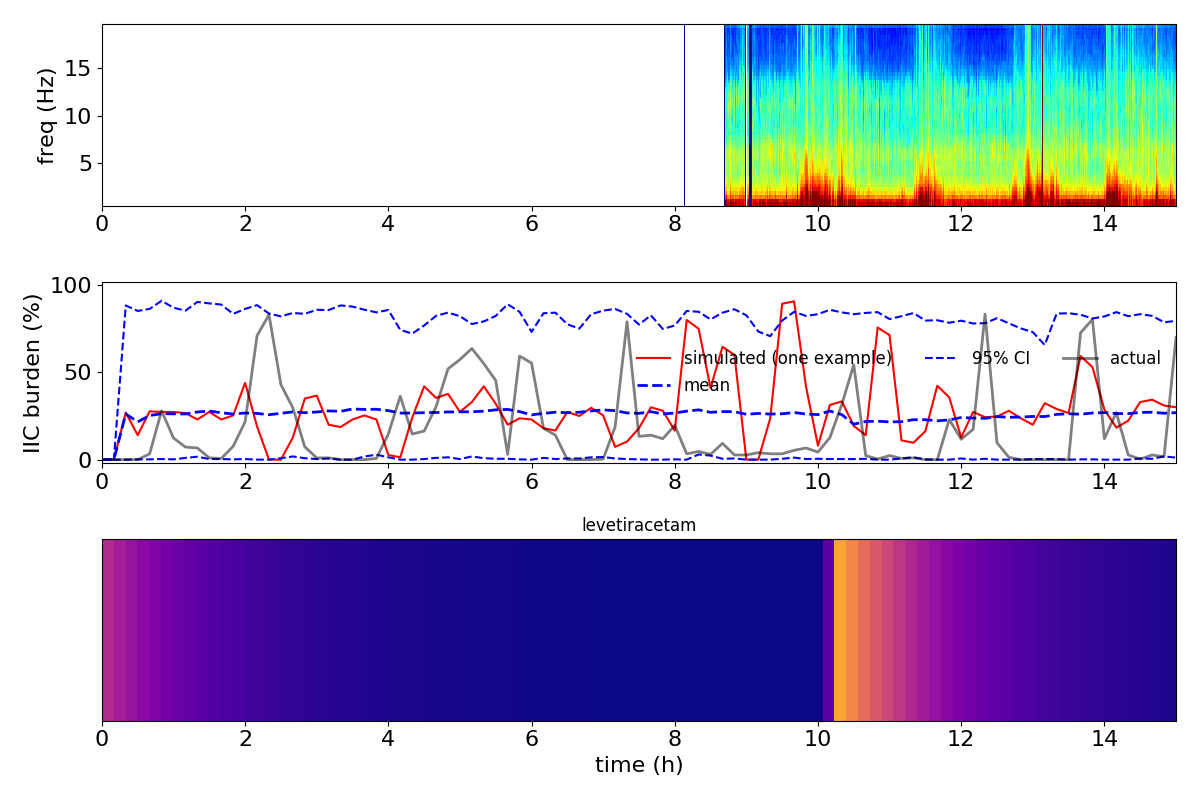 freq (Hz)
15
10
5
0 2 4 6 8 10 12 14
IIC burden (%)
100
50
0
simulated (one example) 95% CI actual
mean
0 2 4 6 8 10 12 14
levetiracetam
0 2 4 6 8 10 12 14
time (h)